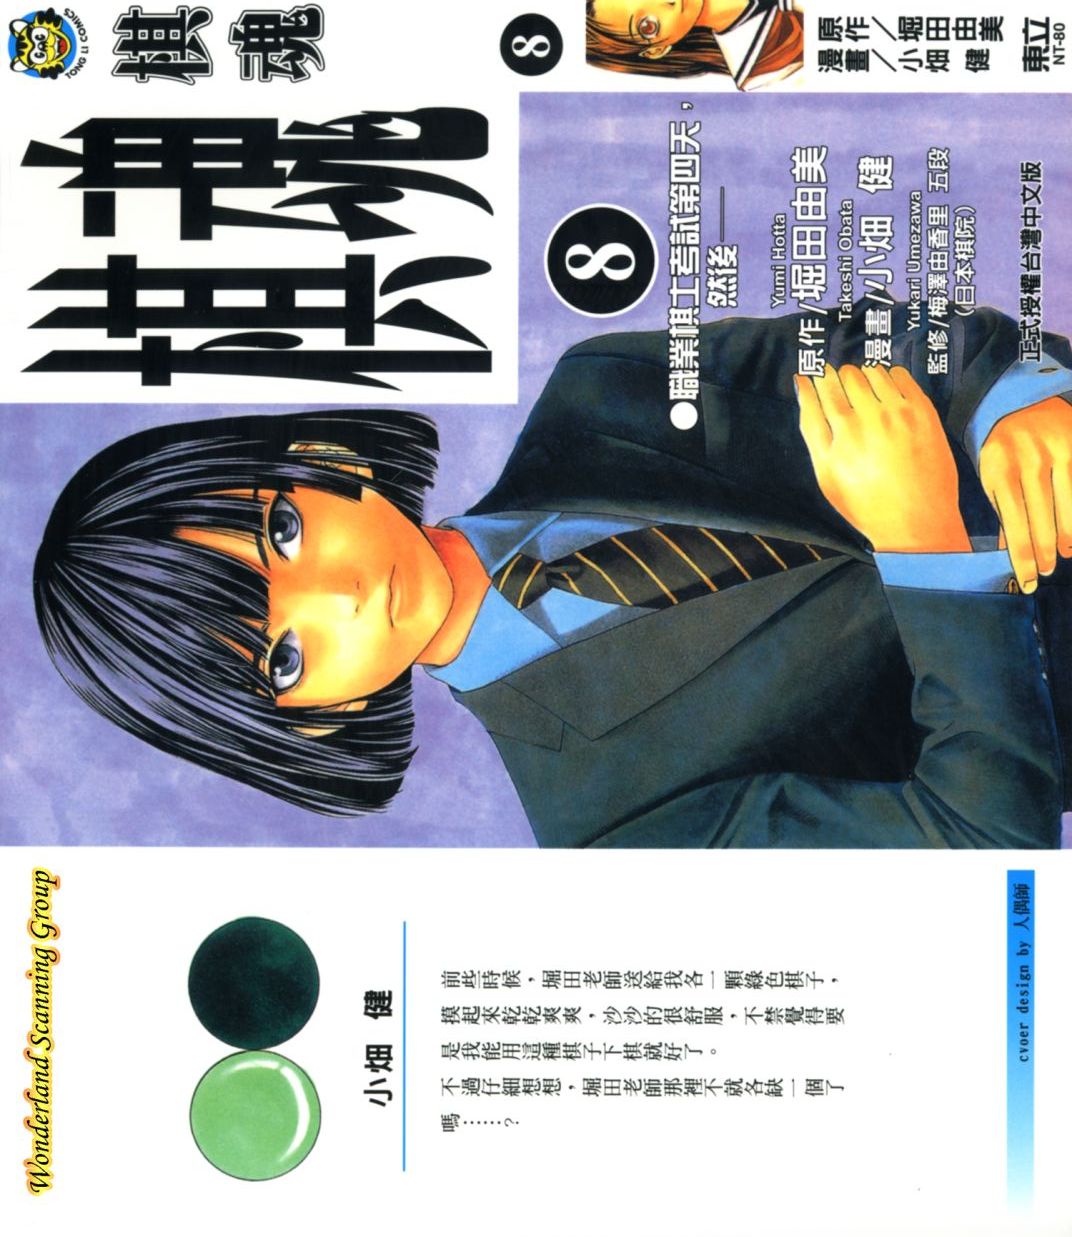 TONG LI COMICS
棋魂
8
原作／堀田由美
漫畫／小畑健
東立
NT-80
棋魂
8
●職業棋士考試第四天，
然後——
Yumi Hotta
原作/堀田由美
Takeshi Obata
漫畫/小畑 健
Yukari Umezawa
監修/梅澤由香里 五段
(日本棋院)
正式授權台灣中文版
Wonderland Scanning Group
小畑 健
前些時候，堀田老師送給我各一顆綠色棋子，
摸起來乾乾爽爽，沙沙的很舒服，不禁覺得要
是我能用這種棋子下棋就好了。
不過仔細想想，堀田老師那裡不就各缺一個了
嗎……？
cvoer design by 人偶師